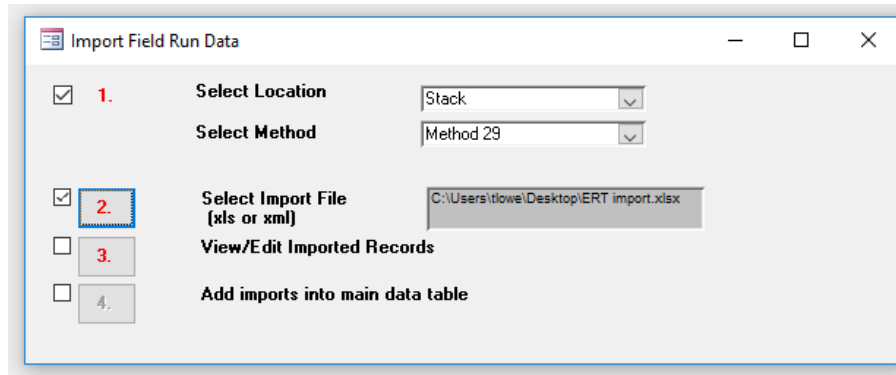 Import Field Run Data
1. Select Location Stack
Select Method Method 29
2. Select Import File C:\Users\tlowe\Desktop\ERT import.xlsx
(xls or xml)
3. View/Edit Imported Records
4. Add imports into main data table